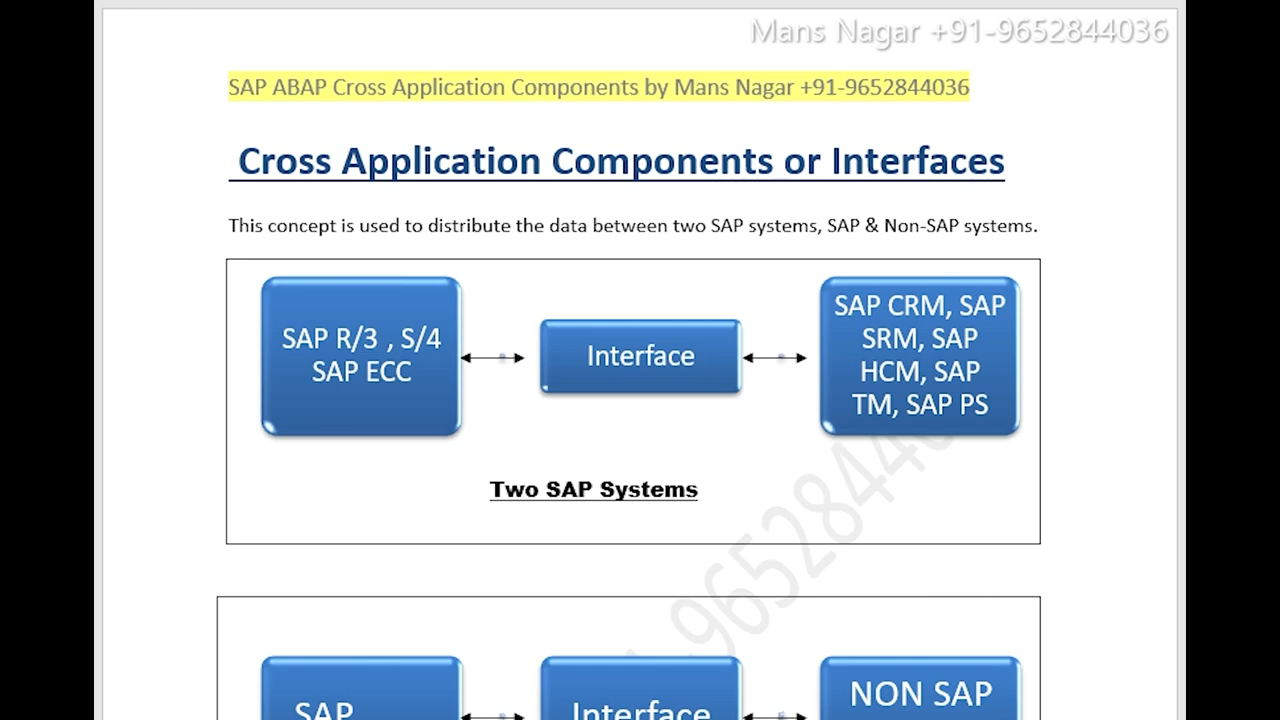 Mans Nagar +91-9652844036
SAP ABAP Cross Application Components by Mans Nagar +91-9652844036
Cross Application Components or Interfaces
This concept is used to distribute the data between two SAP systems, SAP & Non-SAP systems.
SAP R/3 , S/4
SAP ECC
Interface
SAP CRM, SAP
SRM, SAP
HCM, SAP
TM, SAP PS
Two SAP Systems
SAP
Interface
NON SAP